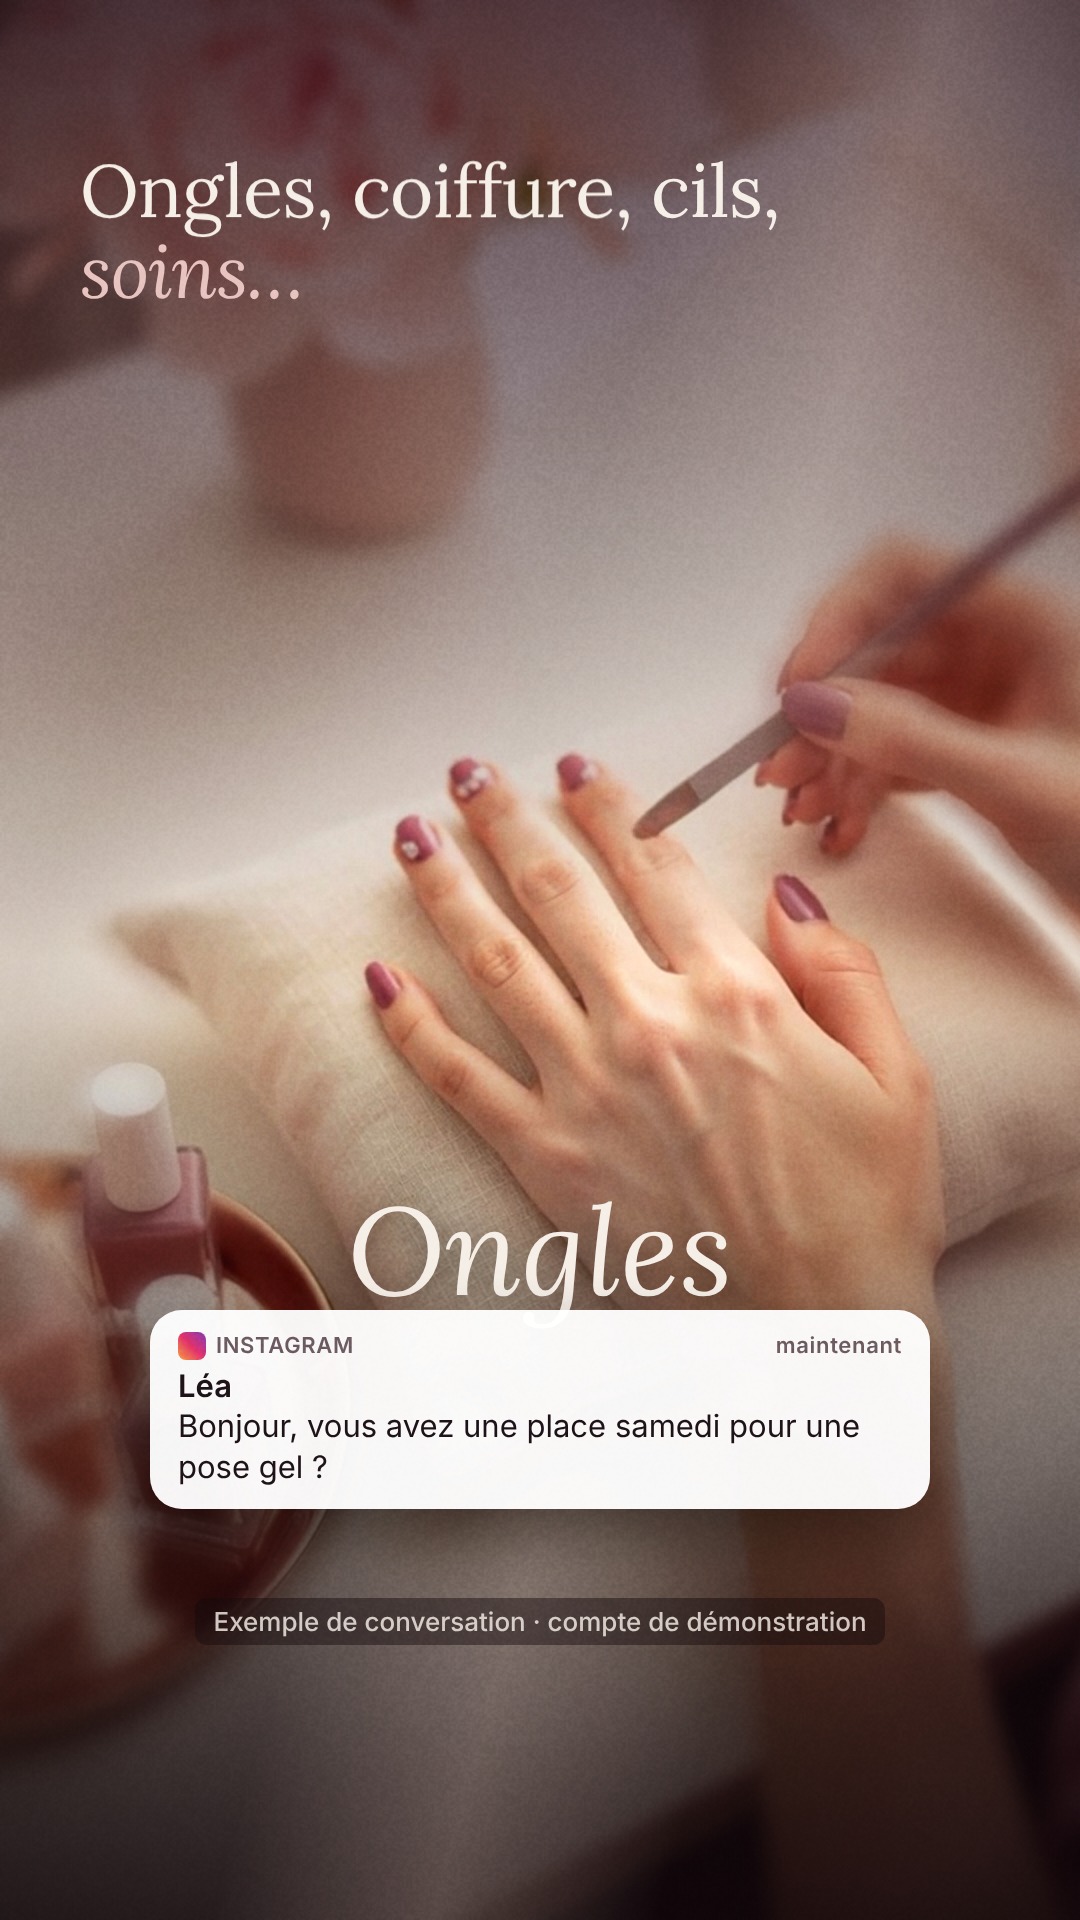 Ongles, coiffure, cils,
soins…
Ongles
INSTAGRAM
maintenant
Léa
Bonjour, vous avez une place samedi pour une
pose gel ?
Exemple de conversation · compte de démonstration